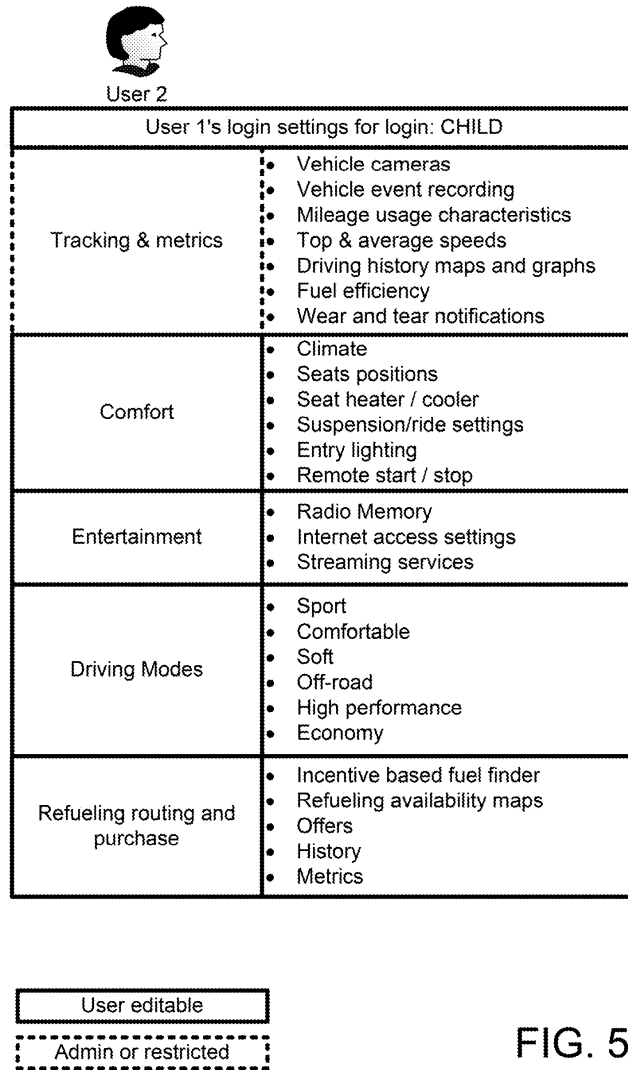 User 2
User 1's login settings for login: CHILD
Tracking & metrics
• Vehicle cameras
• Vehicle event recording
• Mileage usage characteristics
• Top & average speeds
• Driving history maps and graphs
• Fuel efficiency
• Wear and tear notifications
Comfort
• Climate
• Seats positions
• Seat heater / cooler
• Suspension/ride settings
• Entry lighting
• Remote start / stop
Entertainment
• Radio Memory
• Internet access settings
• Streaming services
Driving Modes
• Sport
• Comfortable
• Soft
• Off-road
• High performance
• Economy
Refueling routing and
purchase
• Incentive based fuel finder
• Refueling availability maps
• Offers
• History
• Metrics
User editable
Admin or restricted
FIG. 5